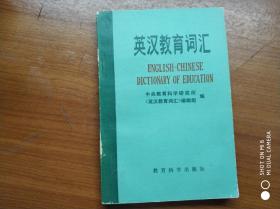 英汉教育词汇
ENGLISH-CHINESE
DICTIONARY OF EDUCATION
中央教育科学研究所
《英汉教育词汇》编辑组 编
教育科学出版社
SHOT ON MI 6
MI DUAL CAMERA